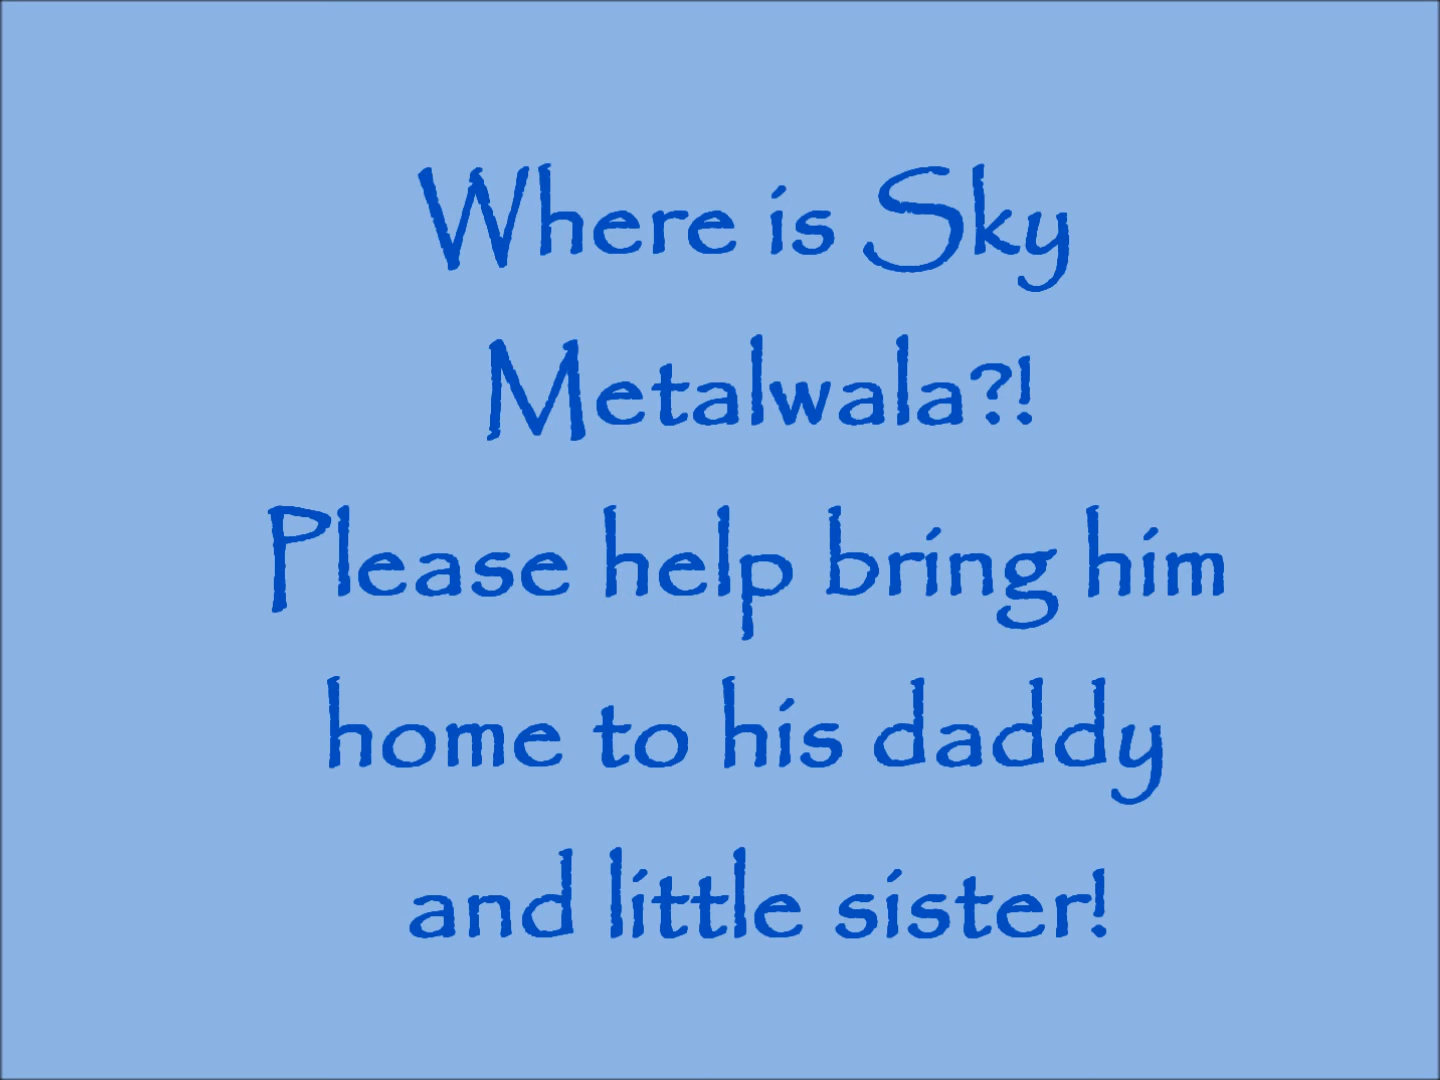 Where is Sky
Metalwala?!
Please help bring him
home to his daddy
and little sister!